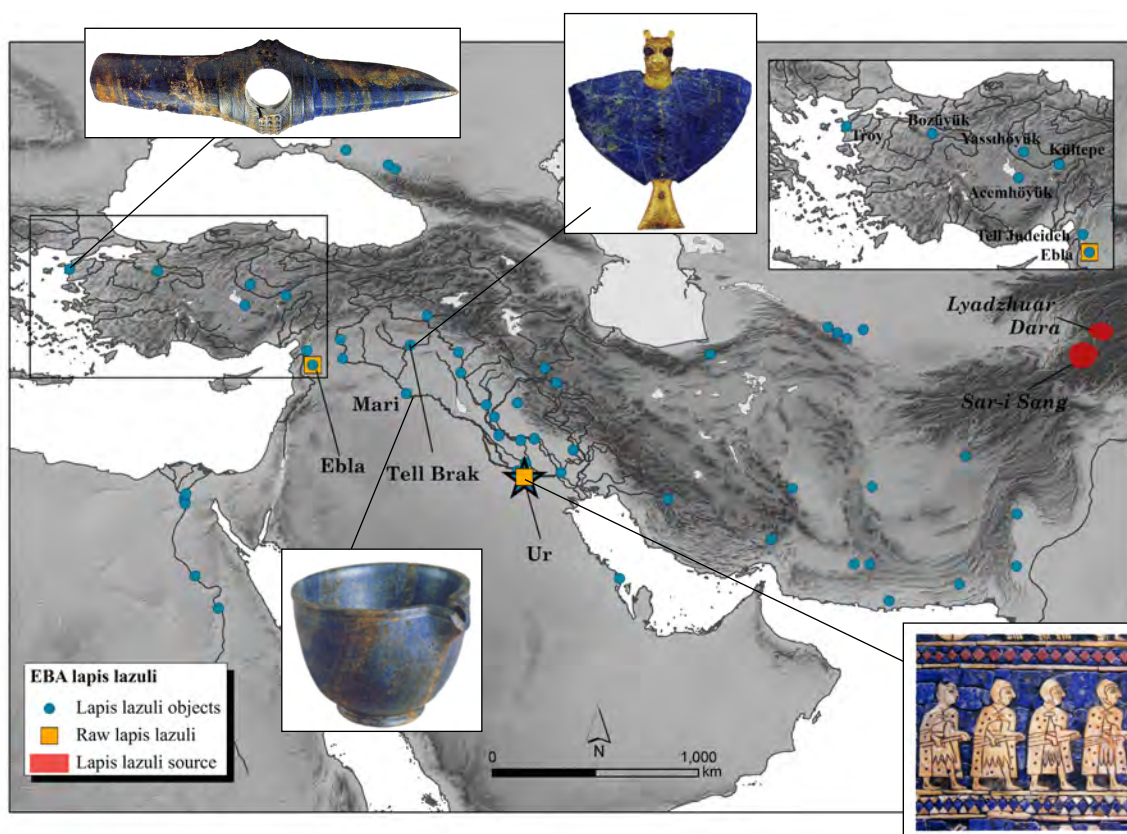 Troy
Bozüyük
Yassıhöyük
Kültepe
Acemhöyük
Tell Judeideh
Ebla
Lyadzhuar
Dara
Sar-i Sang
Mari
Ebla
Tell Brak
Ur
EBA lapis lazuli
Lapis lazuli objects
Raw lapis lazuli
Lapis lazuli source
N
0
1,000
km